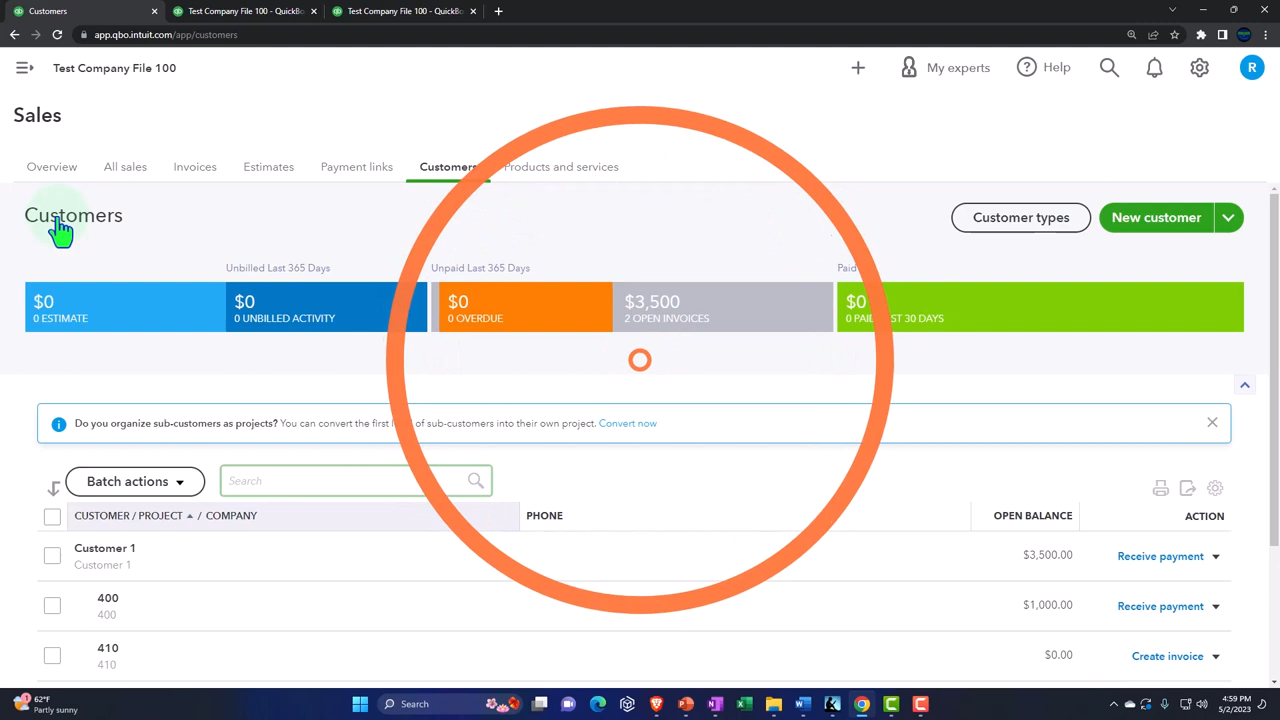 Customers
Test Company File 100 - QuickBo
Test Company File 100 - QuickBo
app.qbo.intuit.com/app/customers
Test Company File 100
My experts
Help
R
Sales
Overview
All sales
Invoices
Estimates
Payment links
Customers
Products and services
Customers
Customer types
New customer
Unbilled Last 365 Days
Unpaid Last 365 Days
Paid
$0
0 ESTIMATE
$0
0 UNBILLED ACTIVITY
$0
0 OVERDUE
$3,500
2 OPEN INVOICES
$0
0 PAID LAST 30 DAYS
Do you organize sub-customers as projects? You can convert the first level of sub-customers into their own project. Convert now
Batch actions
Search
CUSTOMER / PROJECT / COMPANY
PHONE
OPEN BALANCE
ACTION
Customer 1
Customer 1
$3,500.00
Receive payment
400
400
$1,000.00
Receive payment
410
410
$0.00
Create invoice
1
62°F
Partly sunny
Search
4:59 PM
5/2/2023